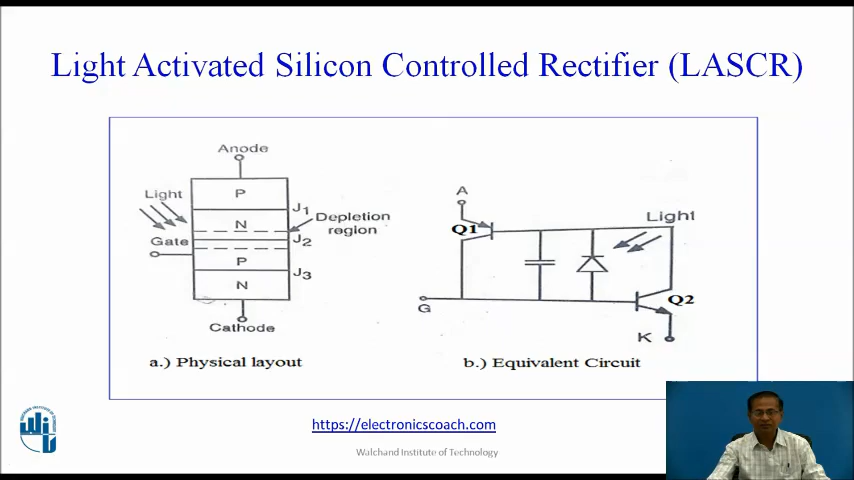 Light Activated Silicon Controlled Rectifier (LASCR)
Anode
Light
P
J1
N
Depletion
region
Gate
J2
P
J3
N
Cathode
a.) Physical layout
A
Q1
Light
G
Q2
K
b.) Equivalent Circuit
https://electronicscoach.com
Walchand Institute of Technology